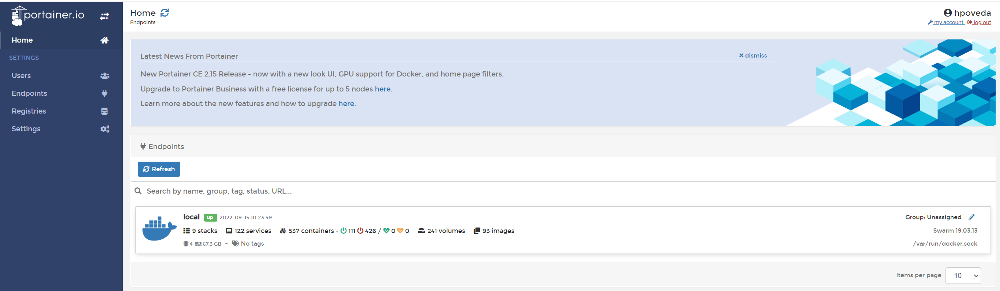 portainer.io
Home
SETTINGS
Users
Endpoints
Registries
Settings
Home
Endpoints
hpoveda
my account log out
Latest News From Portainer
dismiss
New Portainer CE 2.15 Release - now with a new look UI, GPU support for Docker, and home page filters.
Upgrade to Portainer Business with a free license for up to 5 nodes here.
Learn more about the new features and how to upgrade here.
Endpoints
Refresh
Search by name, group, tag, status, URL...
local up 2022-09-15 10:23:49
Group: Unassigned
9 stacks 122 services 537 containers - 111 426 / 0 0 241 volumes 93 images
Swarm 19.03.13
4 67.3 GB - No tags
/var/run/docker.sock
Items per page 10